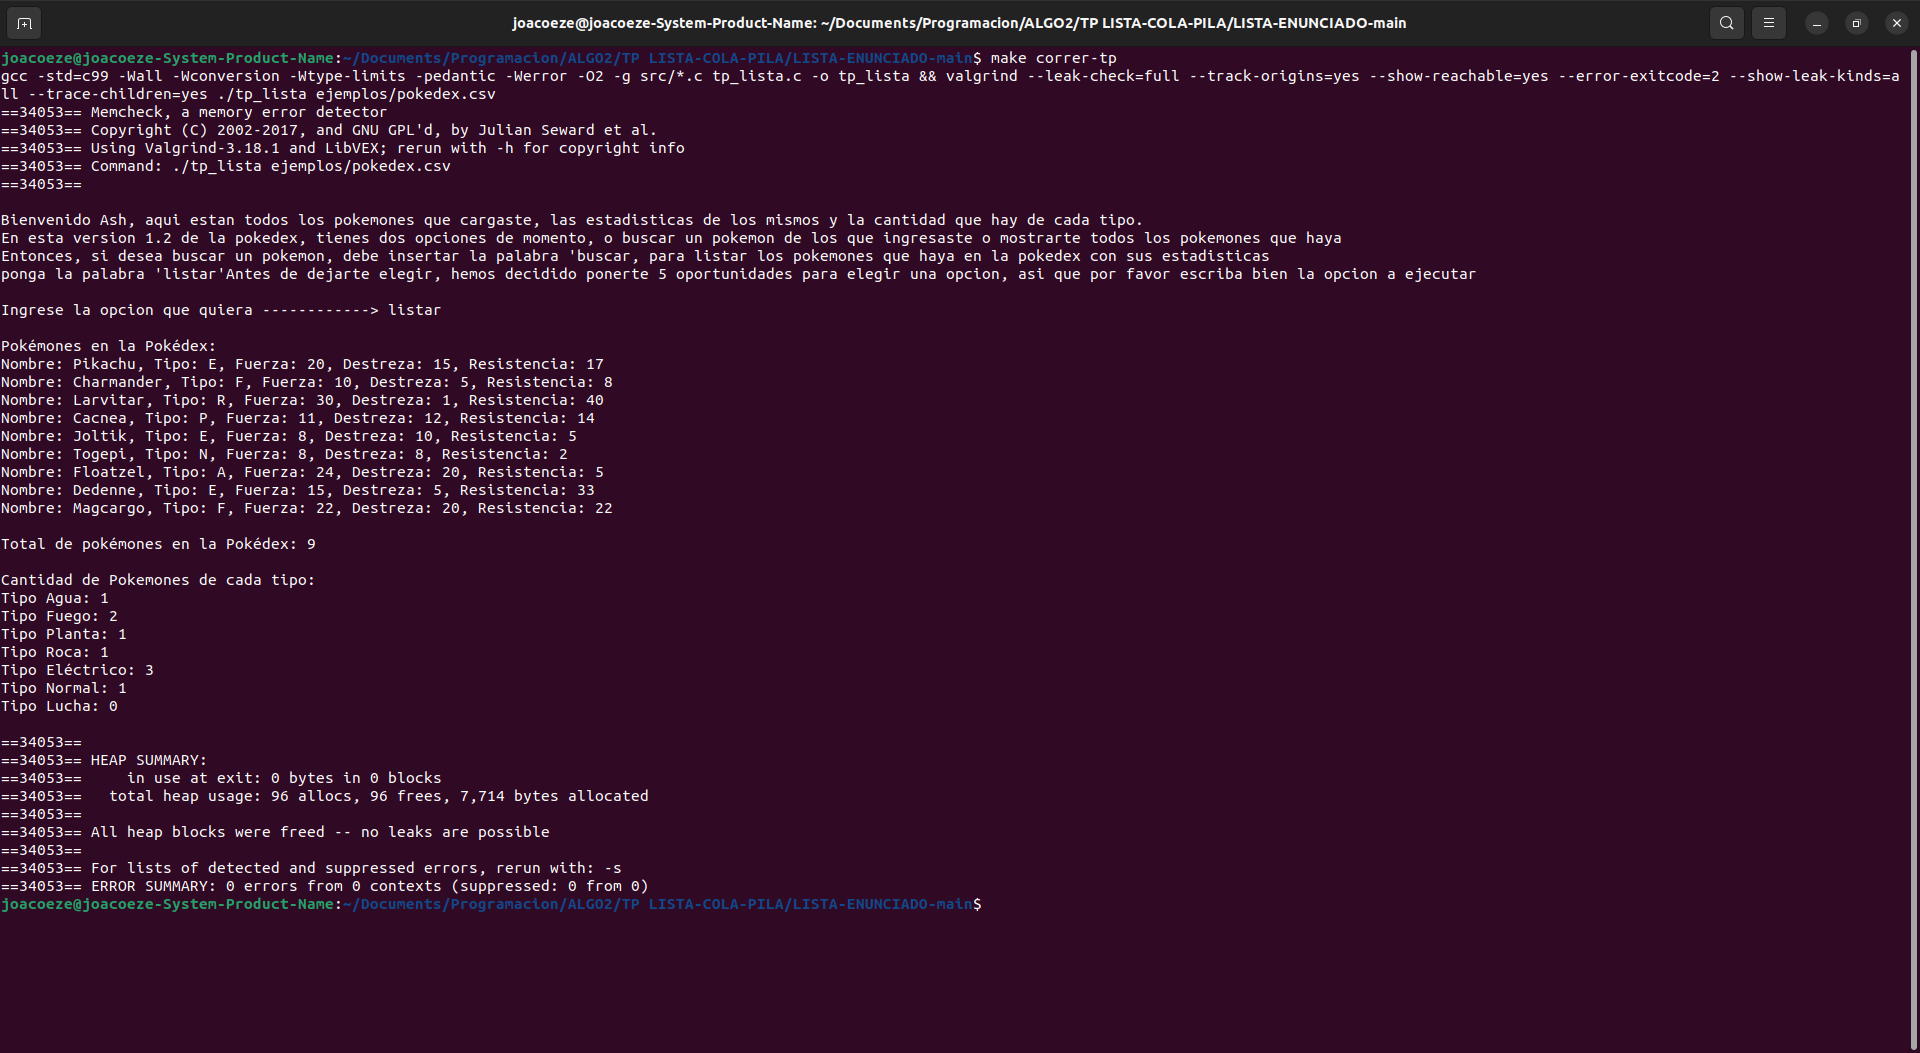 joacoeze@joacoeze-System-Product-Name: ~/Documents/Programacion/ALGO2/TP LISTA-COLA-PILA/LISTA-ENUNCIADO-main
joacoeze@joacoeze-System-Product-Name:~/Documents/Programacion/ALGO2/TP LISTA-COLA-PILA/LISTA-ENUNCIADO-main$ make correr-tp
gcc -std=c99 -Wall -Wconversion -Wtype-limits -pedantic -Werror -O2 -g src/*.c tp_lista.c -o tp_lista && valgrind --leak-check=full --track-origins=yes --show-reachable=yes --error-exitcode=2 --show-leak-kinds=a
ll --trace-children=yes ./tp_lista ejemplos/pokedex.csv
==34053== Memcheck, a memory error detector
==34053== Copyright (C) 2002-2017, and GNU GPL'd, by Julian Seward et al.
==34053== Using Valgrind-3.18.1 and LibVEX; rerun with -h for copyright info
==34053== Command: ./tp_lista ejemplos/pokedex.csv
==34053==
Bienvenido Ash, aqui estan todos los pokemones que cargaste, las estadisticas de los mismos y la cantidad que hay de cada tipo.
En esta version 1.2 de la pokedex, tienes dos opciones de momento, o buscar un pokemon de los que ingresaste o mostrarte todos los pokemones que haya
Entonces, si desea buscar un pokemon, debe insertar la palabra 'buscar, para listar los pokemones que haya en la pokedex con sus estadisticas
ponga la palabra 'listar'Antes de dejarte elegir, hemos decidido ponerte 5 oportunidades para elegir una opcion, asi que por favor escriba bien la opcion a ejecutar
Ingrese la opcion que quiera ------------> listar
Pokémones en la Pokédex:
Nombre: Pikachu, Tipo: E, Fuerza: 20, Destreza: 15, Resistencia: 17
Nombre: Charmander, Tipo: F, Fuerza: 10, Destreza: 5, Resistencia: 8
Nombre: Larvitar, Tipo: R, Fuerza: 30, Destreza: 1, Resistencia: 40
Nombre: Cacnea, Tipo: P, Fuerza: 11, Destreza: 12, Resistencia: 14
Nombre: Joltik, Tipo: E, Fuerza: 8, Destreza: 10, Resistencia: 5
Nombre: Togepi, Tipo: N, Fuerza: 8, Destreza: 8, Resistencia: 2
Nombre: Floatzel, Tipo: A, Fuerza: 24, Destreza: 20, Resistencia: 5
Nombre: Dedenne, Tipo: E, Fuerza: 15, Destreza: 5, Resistencia: 33
Nombre: Magcargo, Tipo: F, Fuerza: 22, Destreza: 20, Resistencia: 22
Total de pokémones en la Pokédex: 9
Cantidad de Pokemones de cada tipo:
Tipo Agua: 1
Tipo Fuego: 2
Tipo Planta: 1
Tipo Roca: 1
Tipo Eléctrico: 3
Tipo Normal: 1
Tipo Lucha: 0
==34053==
==34053== HEAP SUMMARY:
==34053==     in use at exit: 0 bytes in 0 blocks
==34053==   total heap usage: 96 allocs, 96 frees, 7,714 bytes allocated
==34053==
==34053== All heap blocks were freed -- no leaks are possible
==34053==
==34053== For lists of detected and suppressed errors, rerun with: -s
==34053== ERROR SUMMARY: 0 errors from 0 contexts (suppressed: 0 from 0)
joacoeze@joacoeze-System-Product-Name:~/Documents/Programacion/ALGO2/TP LISTA-COLA-PILA/LISTA-ENUNCIADO-main$